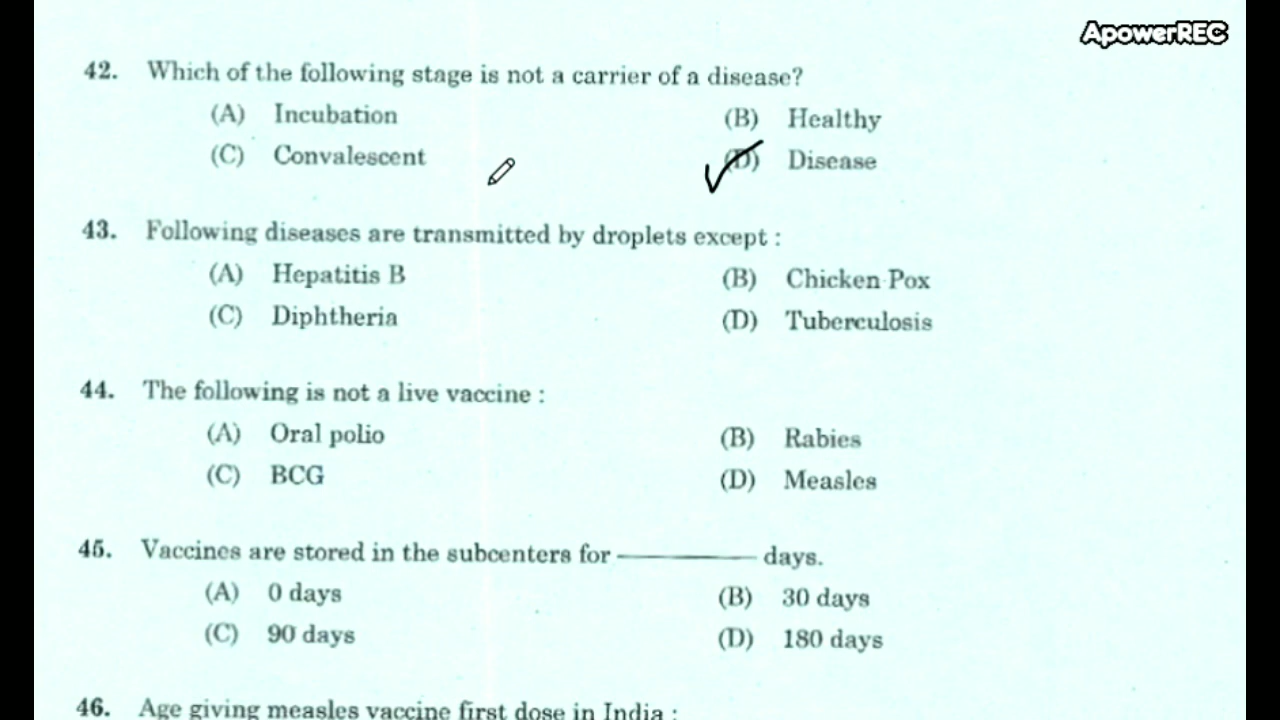 ApowerREC
42. Which of the following stage is not a carrier of a disease?
(A) Incubation (B) Healthy
(C) Convalescent (D) Disease
43. Following diseases are transmitted by droplets except :
(A) Hepatitis B (B) Chicken Pox
(C) Diphtheria (D) Tuberculosis
44. The following is not a live vaccine :
(A) Oral polio (B) Rabies
(C) BCG (D) Measles
45. Vaccines are stored in the subcenters for ———— days.
(A) 0 days (B) 30 days
(C) 90 days (D) 180 days
46. Age giving measles vaccine first dose in India :